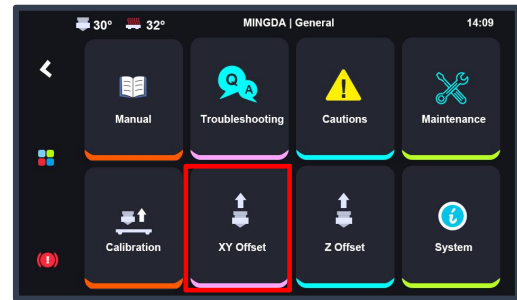 30° 32° MINGDA | General 14:09
Manual Troubleshooting Cautions Maintenance
Calibration XY Offset Z Offset System